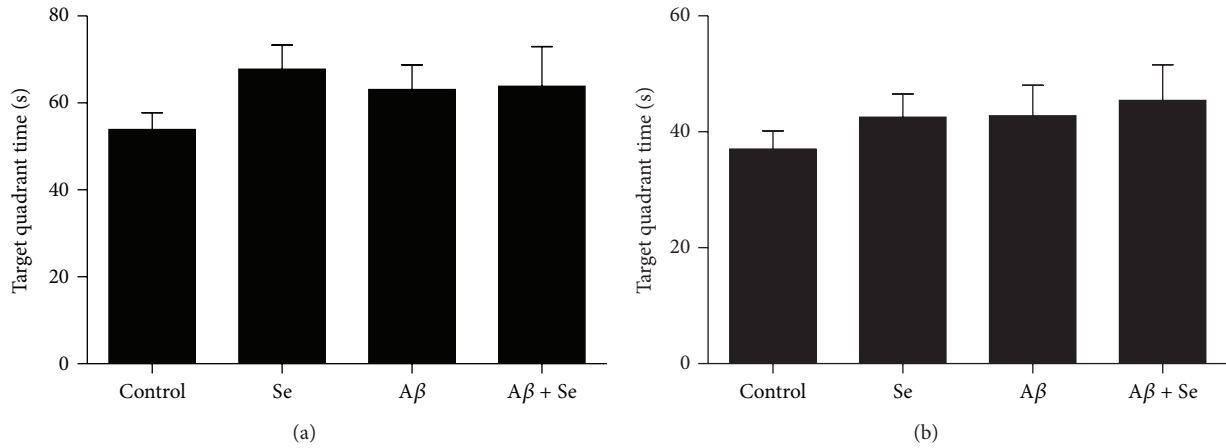 Target quadrant time (s)
80
60
40
20
0
Control Se Aβ Aβ + Se
(a)
Target quadrant time (s)
60
40
20
0
Control Se Aβ Aβ + Se
(b)